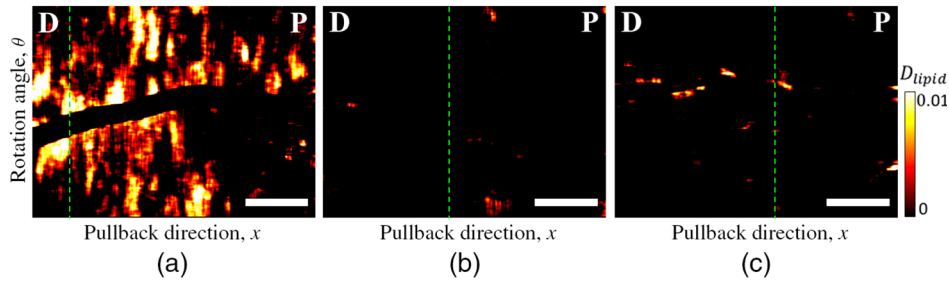 D P D P D P
Rotation angle, θ
D_lipid
0.01
0
Pullback direction, x Pullback direction, x Pullback direction, x
(a) (b) (c)